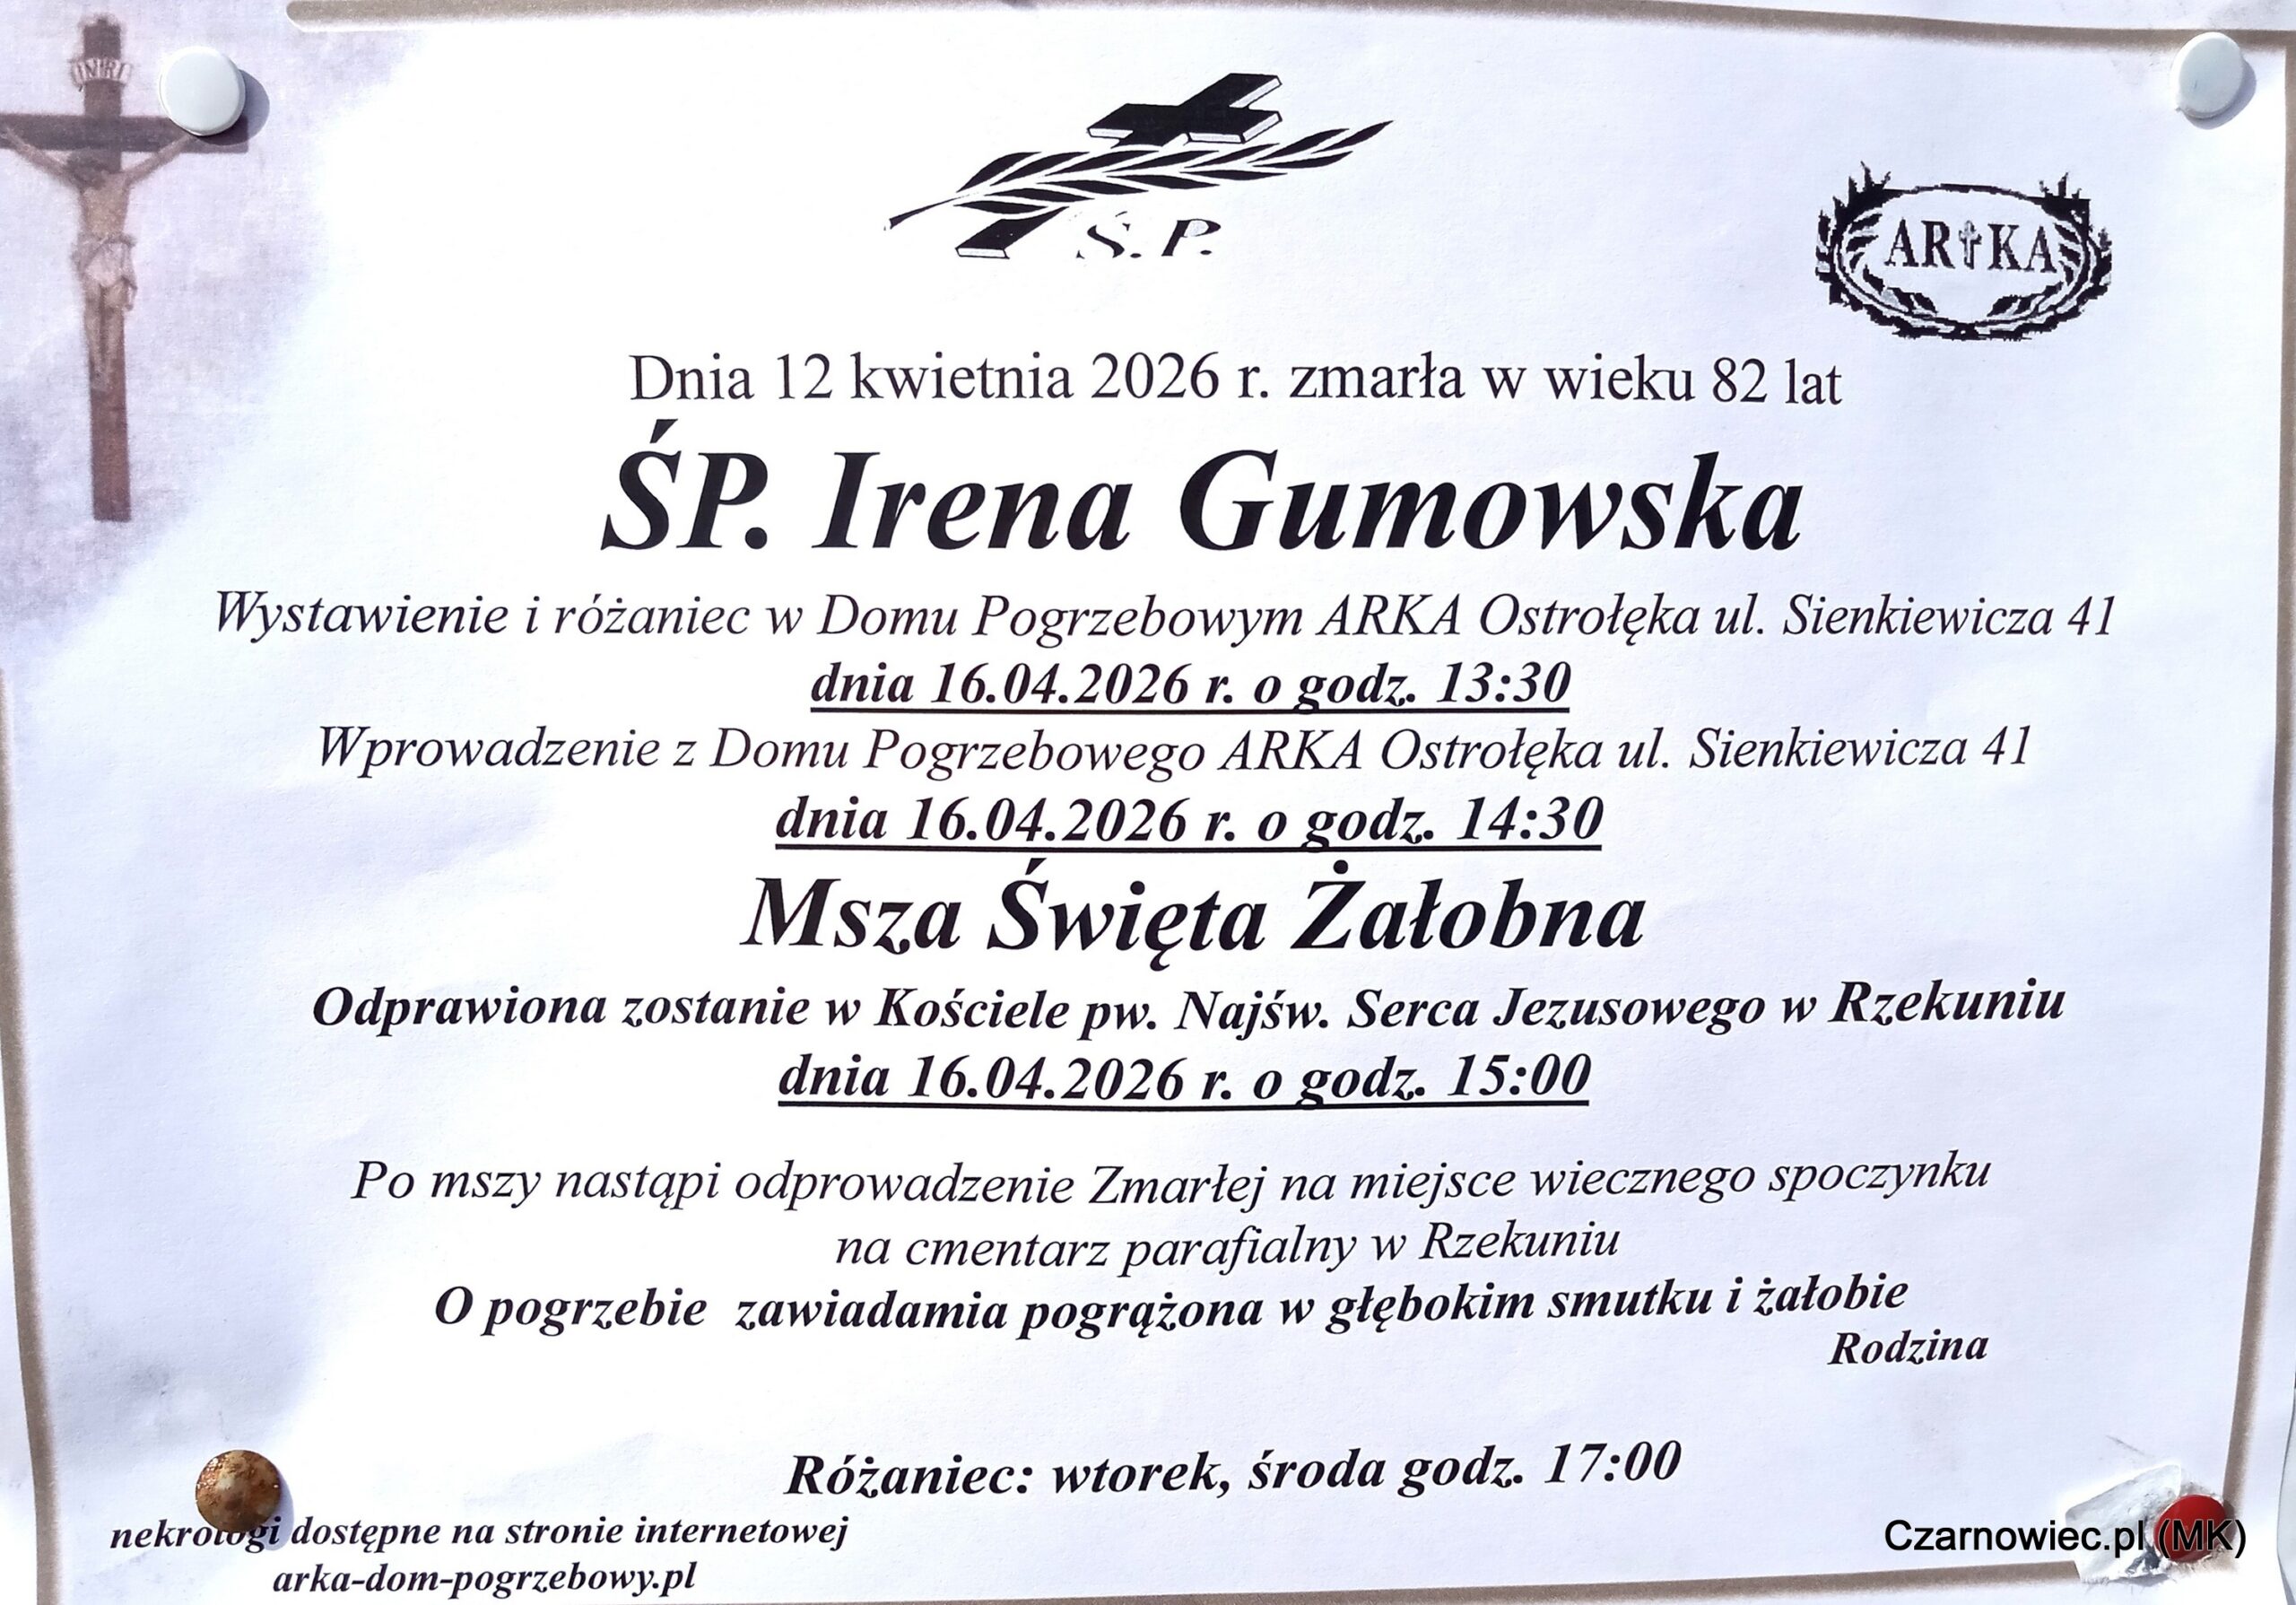 INRI
Ś. P.
AR KA
Dnia 12 kwietnia 2026 r. zmarła w wieku 82 lat
ŚP. Irena Gumowska
Wystawienie i różaniec w Domu Pogrzebowym ARKA Ostrołęka ul. Sienkiewicza 41
dnia 16.04.2026 r. o godz. 13:30
Wprowadzenie z Domu Pogrzebowego ARKA Ostrołęka ul. Sienkiewicza 41
dnia 16.04.2026 r. o godz. 14:30
Msza Święta Żałobna
Odprawiona zostanie w Kościele pw. Najśw. Serca Jezusowego w Rzekuniu
dnia 16.04.2026 r. o godz. 15:00
Po mszy nastąpi odprowadzenie Zmarłej na miejsce wiecznego spoczynku
na cmentarz parafialny w Rzekuniu
O pogrzebie zawiadamia pogrążona w głębokim smutku i żałobie
Rodzina
Różaniec: wtorek, środa godz. 17:00
nekrologi dostępne na stronie internetowej
arka-dom-pogrzebowy.pl
Czarnowiec.pl (MK)